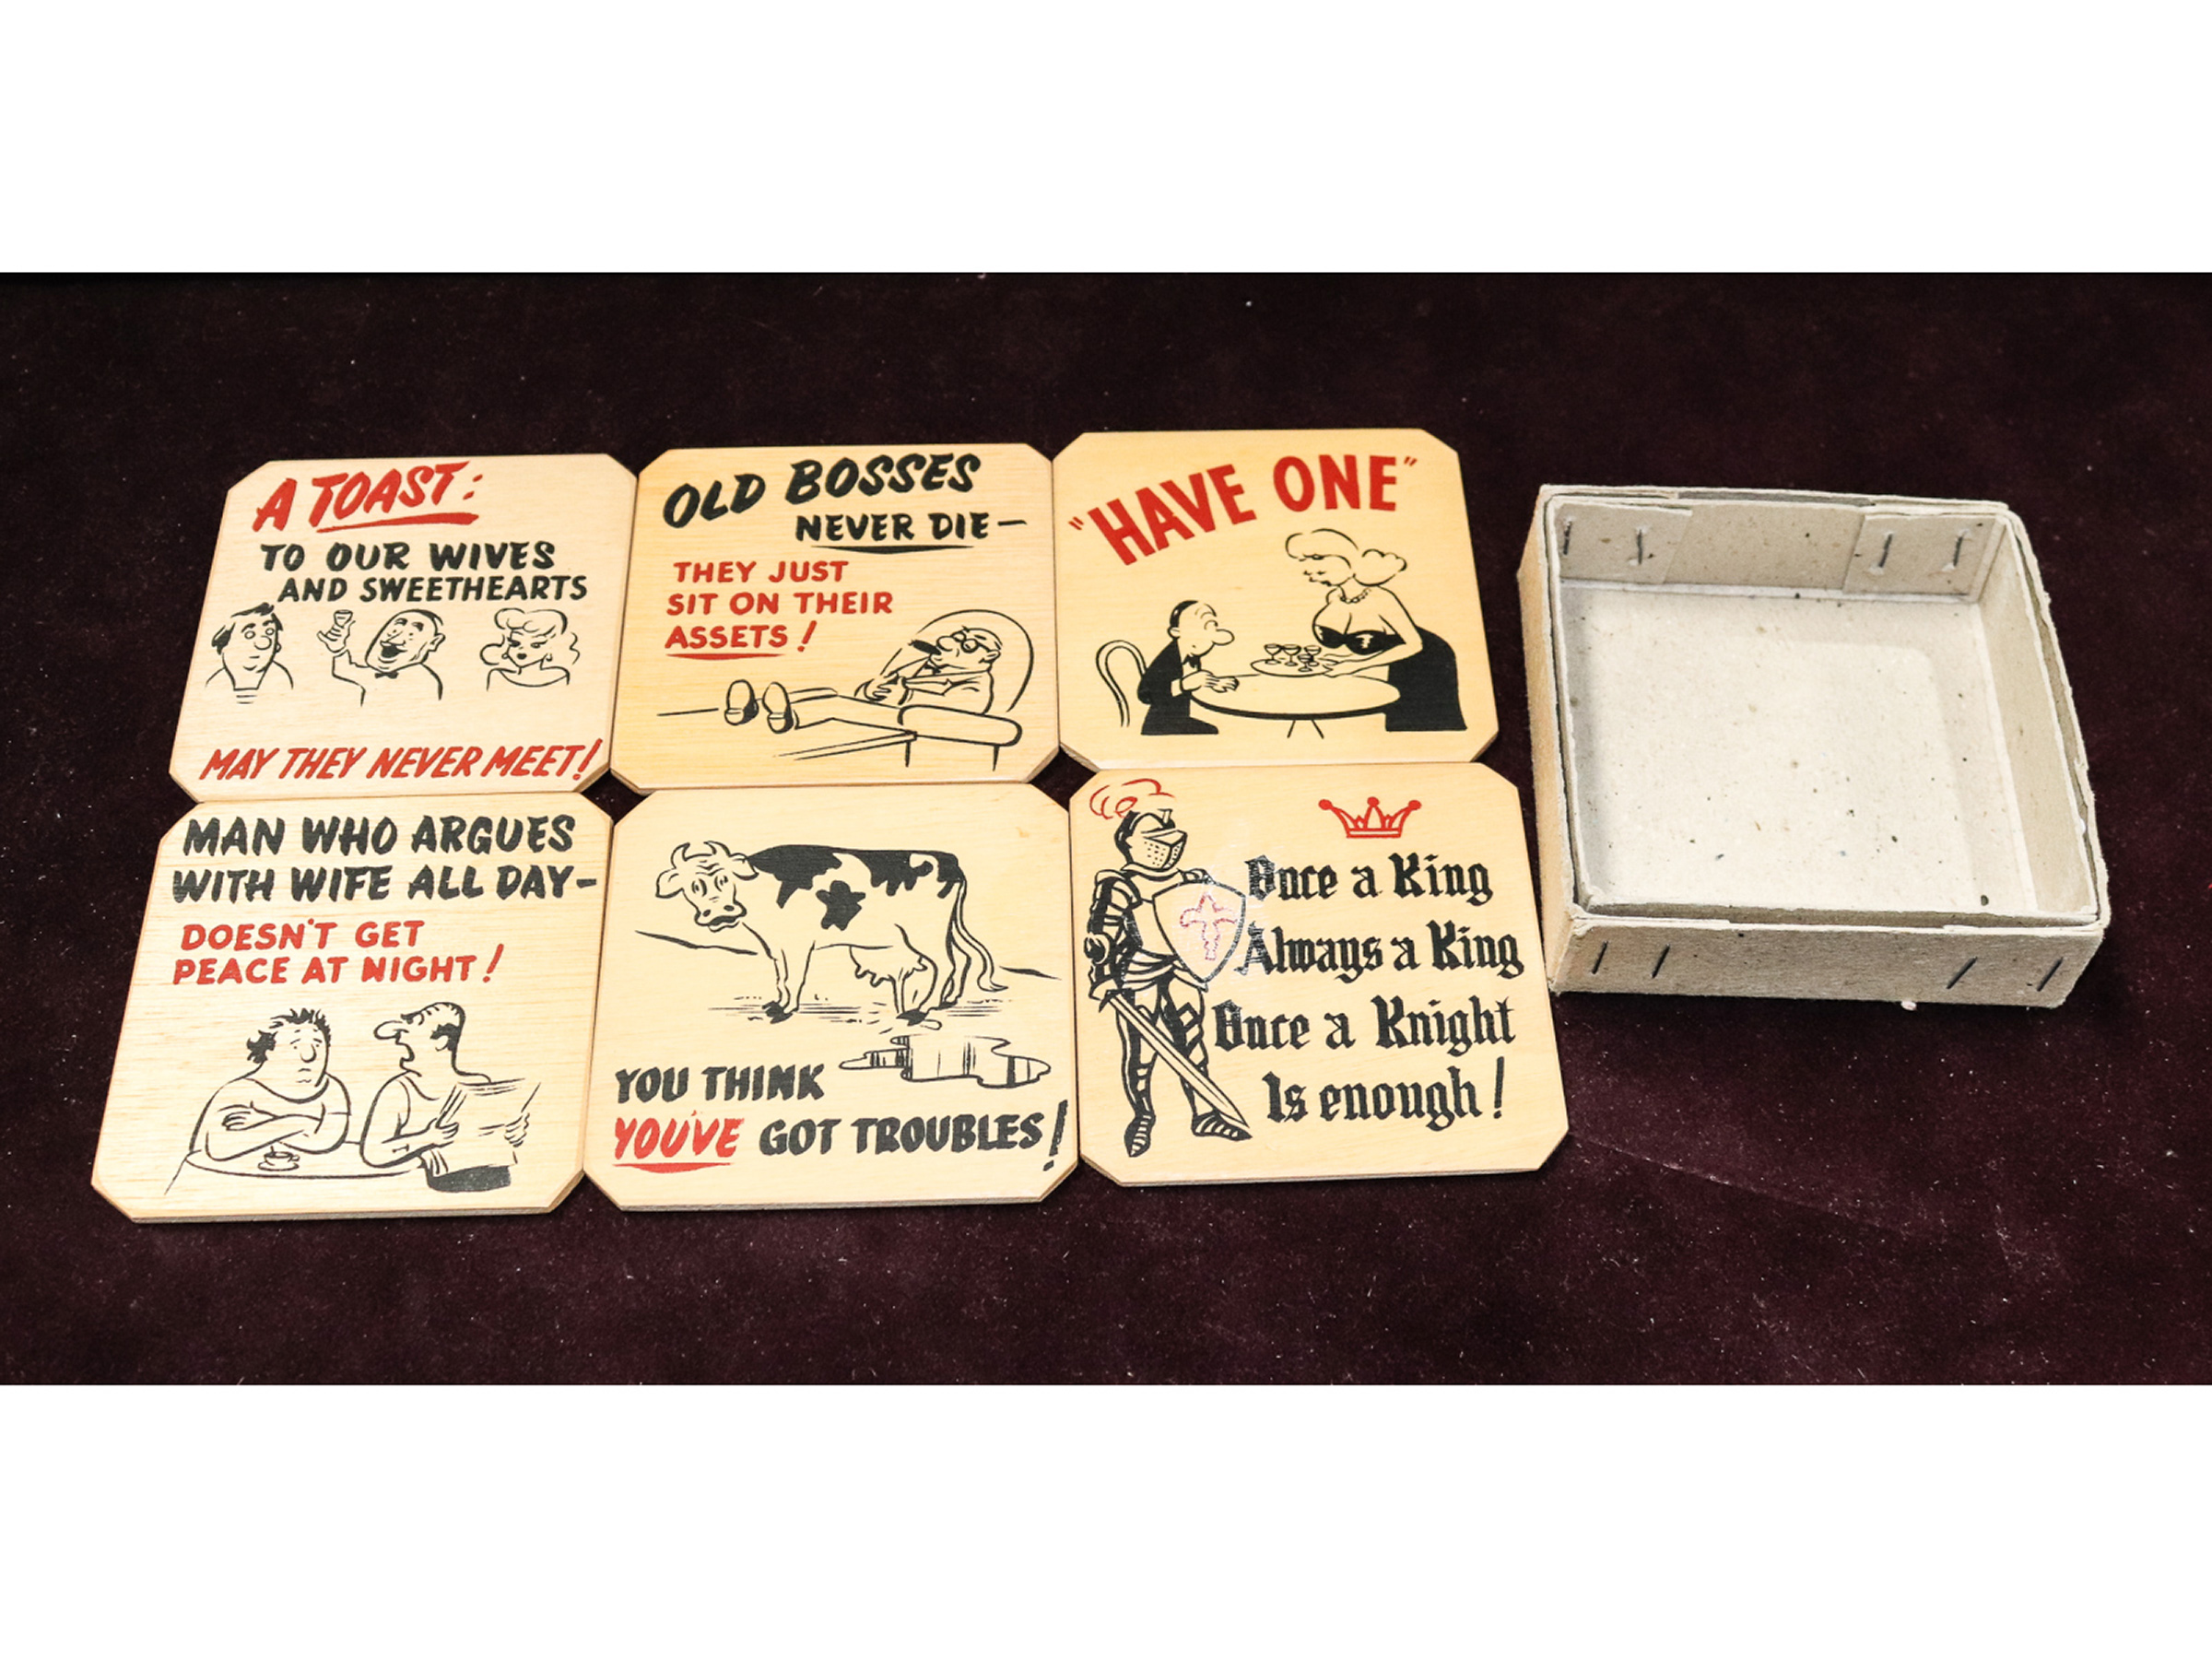 A TOAST:
TO OUR WIVES
AND SWEETHEARTS
MAY THEY NEVER MEET!
OLD BOSSES
NEVER DIE—
THEY JUST
SIT ON THEIR
ASSETS!
"HAVE ONE"
MAN WHO ARGUES
WITH WIFE ALL DAY—
DOESN'T GET
PEACE AT NIGHT!
YOU THINK
YOU'VE GOT TROUBLES!
Once a King
Always a King
Once a Knight
Is enough!